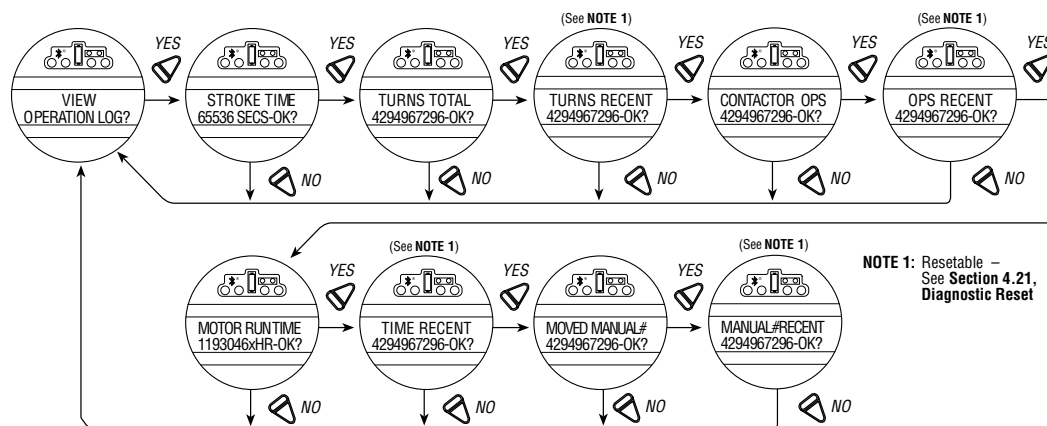 (See NOTE 1)
(See NOTE 1)
YES
YES
YES
YES
YES
YES
VIEW
OPERATION LOG?
STROKE TIME
65536 SECS-OK?
TURNS TOTAL
4294967296-OK?
TURNS RECENT
4294967296-OK?
CONTACTOR OPS
4294967296-OK?
OPS RECENT
4294967296-OK?
NO
NO
NO
NO
(See NOTE 1)
(See NOTE 1)
YES
YES
YES
MOTOR RUNTIME
1193046xHR-OK?
TIME RECENT
4294967296-OK?
MOVED MANUAL#
4294967296-OK?
MANUAL#RECENT
4294967296-OK?
NO
NO
NO
NO
NOTE 1: Resetable –
See Section 4.21,
Diagnostic Reset